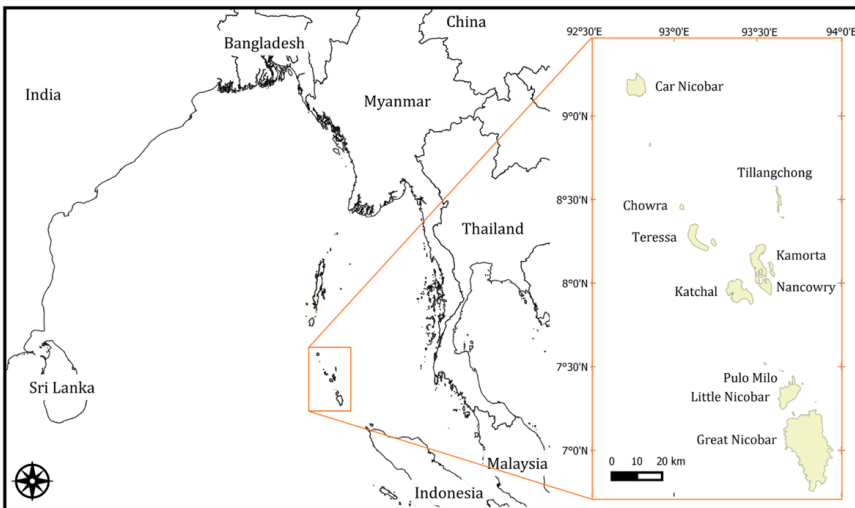 China
Bangladesh
India
Myanmar
Thailand
Sri Lanka
Malaysia
Indonesia
92°30'E 93°0'E 93°30'E 94°0'E
Car Nicobar
9°0'N
Tillangchong
8°30'N
Chowra
Teressa
Kamorta
8°0'N
Katchal
Nancowry
7°30'N
Pulo Milo
Little Nicobar
Great Nicobar
7°0'N
0 10 20 km